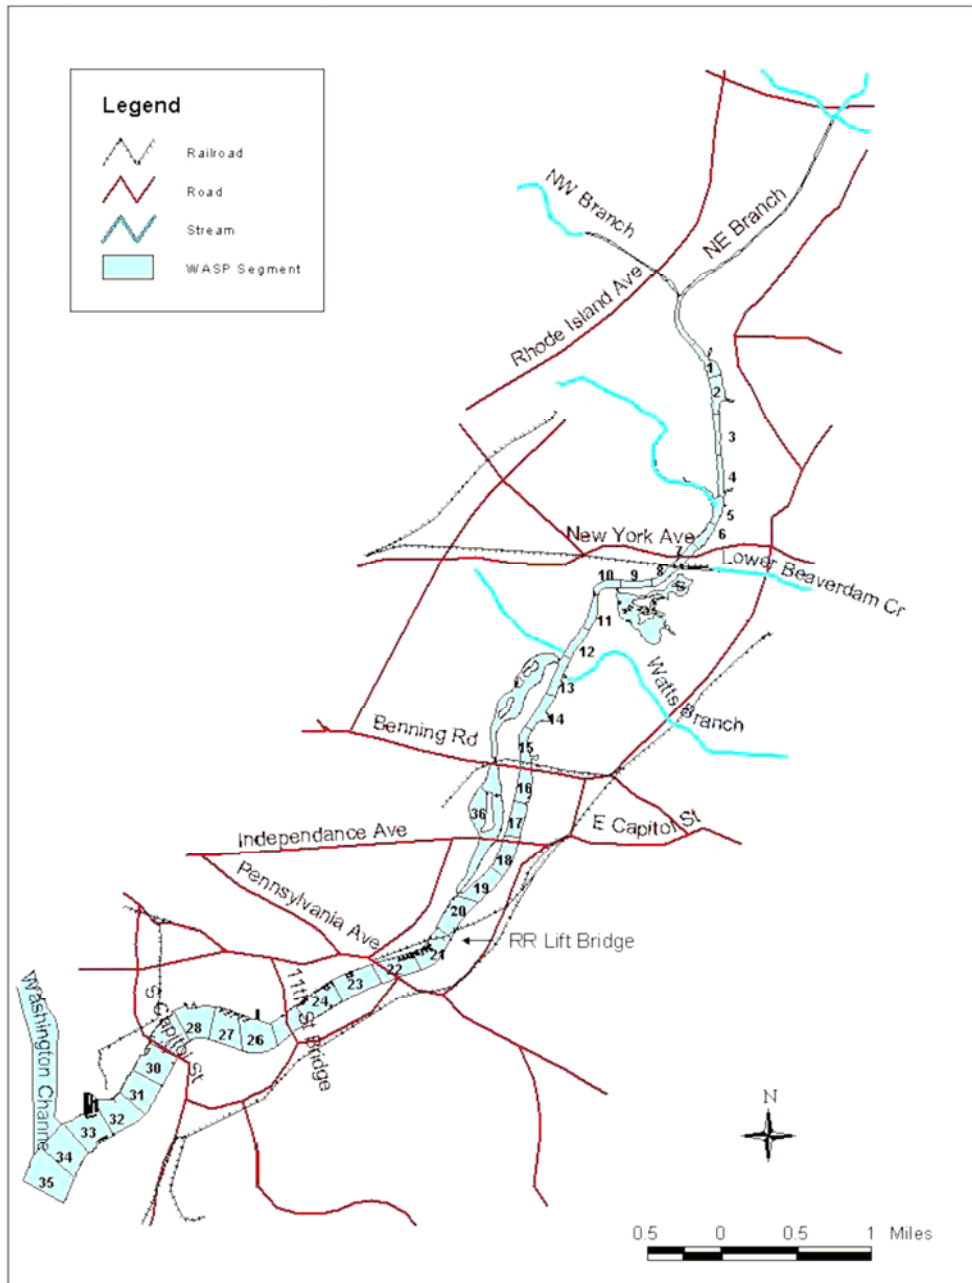 Legend
Railroad
Road
Stream
WASP Segment
NW Branch
NE Branch
Rhode Island Ave
1
2
3
4
5
6
New York Ave
7
Lower Beaverdam Cr
8
9
10
11
12
13
14
Watts Branch
Benning Rd
15
16
36
17
E Capitol St
Independance Ave
18
19
Pennsylvania Ave
20
21
RR Lift Bridge
22
23
24
11th St Bridge
Washington Channe
S Capitol St
28
27
26
30
31
32
33
34
35
N
0.5 0 0.5 1 Miles